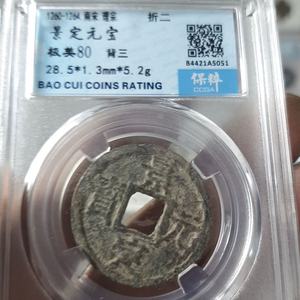 1260-1264 南宋 理宗 折二
景定元宝
极美80 背三
28.5*1.3mm*5.2g
B4421A5051
保粹
CCGA
BAO CUI COINS RATING